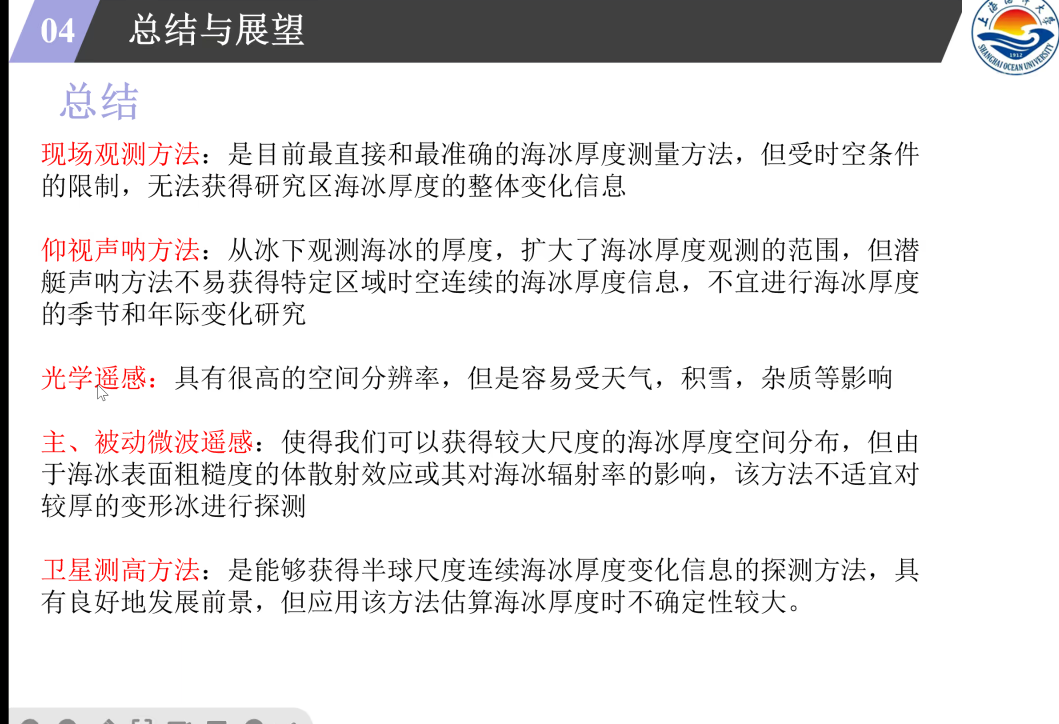 04 总结与展望
上海海洋大学
SHANGHAI OCEAN UNIVERSITY
1912
总结
现场观测方法：是目前最直接和最准确的海冰厚度测量方法，但受时空条件
的限制，无法获得研究区海冰厚度的整体变化信息
仰视声呐方法：从冰下观测海冰的厚度，扩大了海冰厚度观测的范围，但潜
艇声呐方法不易获得特定区域时空连续的海冰厚度信息，不宜进行海冰厚度
的季节和年际变化研究
光学遥感：具有很高的空间分辨率，但是容易受天气，积雪，杂质等影响
主、被动微波遥感：使得我们可以获得较大尺度的海冰厚度空间分布，但由
于海冰表面粗糙度的体散射效应或其对海冰辐射率的影响，该方法不适宜对
较厚的变形冰进行探测
卫星测高方法：是能够获得半球尺度连续海冰厚度变化信息的探测方法，具
有良好地发展前景，但应用该方法估算海冰厚度时不确定性较大。